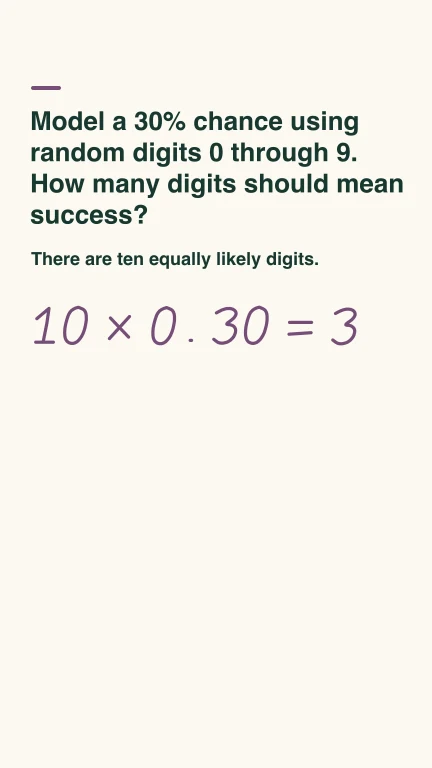 Model a 30% chance using
random digits 0 through 9.
How many digits should mean
success?
There are ten equally likely digits.
10 × 0.30 = 3